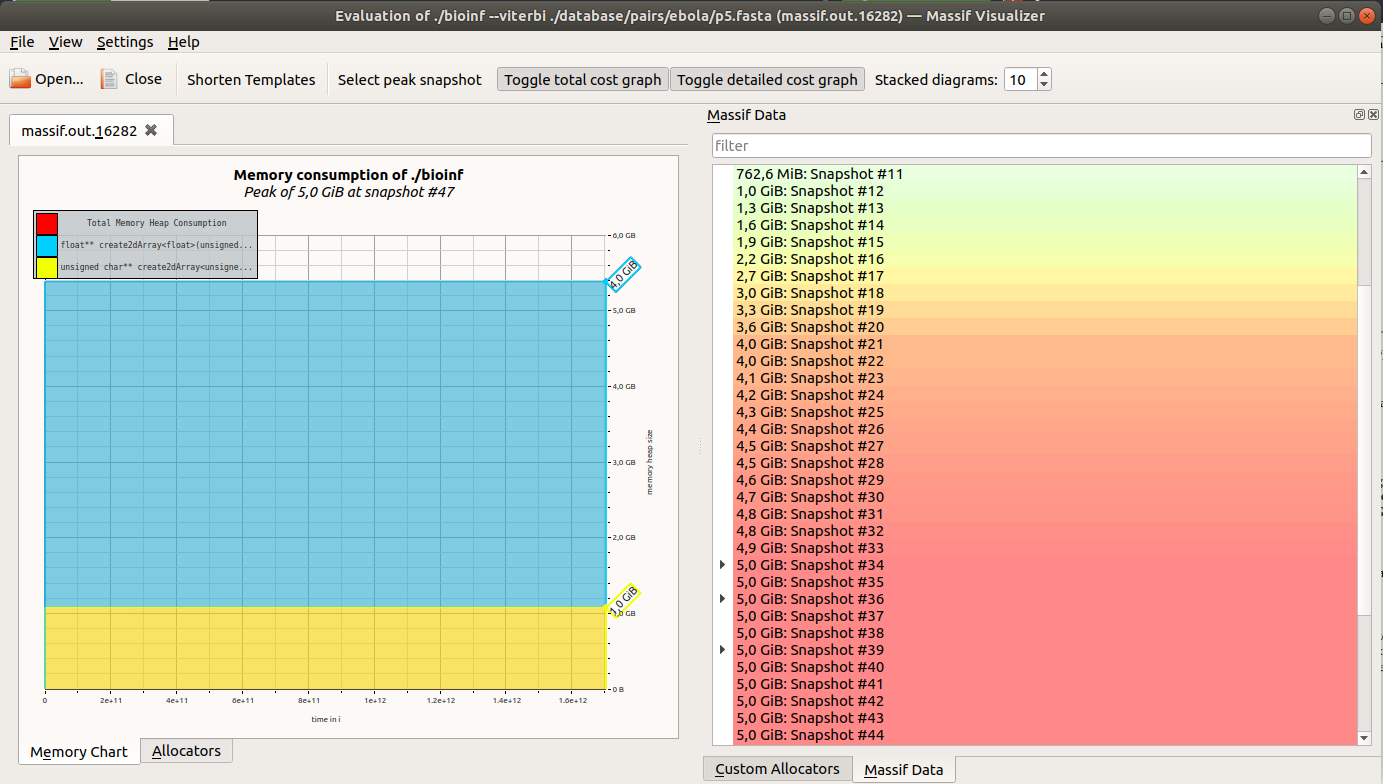 Evaluation of ./bioinf --viterbi ./database/pairs/ebola/p5.fasta (massif.out.16282) — Massif Visualizer
File View Settings Help
Open... Close Shorten Templates Select peak snapshot Toggle total cost graph Toggle detailed cost graph Stacked diagrams: 10
massif.out.16282
Memory consumption of ./bioinf
Peak of 5,0 GiB at snapshot #47
Total Memory Heap Consumption
float** create2dArray<float>(unsigned...
unsigned char** create2dArray<unsigne...
6,0 GB
4,0 GiB
5,0 GB
4,0 GB
3,0 GB
2,0 GB
1,0 GiB
1,0 GB
0 B
memory heap size
0 2e+11 4e+11 6e+11 8e+11 1e+12 1.2e+12 1.4e+12 1.6e+12
time in i
Memory Chart Allocators
Massif Data
filter
762,6 MiB: Snapshot #11
1,0 GiB: Snapshot #12
1,3 GiB: Snapshot #13
1,6 GiB: Snapshot #14
1,9 GiB: Snapshot #15
2,2 GiB: Snapshot #16
2,7 GiB: Snapshot #17
3,0 GiB: Snapshot #18
3,3 GiB: Snapshot #19
3,6 GiB: Snapshot #20
4,0 GiB: Snapshot #21
4,0 GiB: Snapshot #22
4,1 GiB: Snapshot #23
4,2 GiB: Snapshot #24
4,3 GiB: Snapshot #25
4,4 GiB: Snapshot #26
4,5 GiB: Snapshot #27
4,5 GiB: Snapshot #28
4,6 GiB: Snapshot #29
4,7 GiB: Snapshot #30
4,8 GiB: Snapshot #31
4,8 GiB: Snapshot #32
4,9 GiB: Snapshot #33
5,0 GiB: Snapshot #34
5,0 GiB: Snapshot #35
5,0 GiB: Snapshot #36
5,0 GiB: Snapshot #37
5,0 GiB: Snapshot #38
5,0 GiB: Snapshot #39
5,0 GiB: Snapshot #40
5,0 GiB: Snapshot #41
5,0 GiB: Snapshot #42
5,0 GiB: Snapshot #43
5,0 GiB: Snapshot #44
Custom Allocators Massif Data